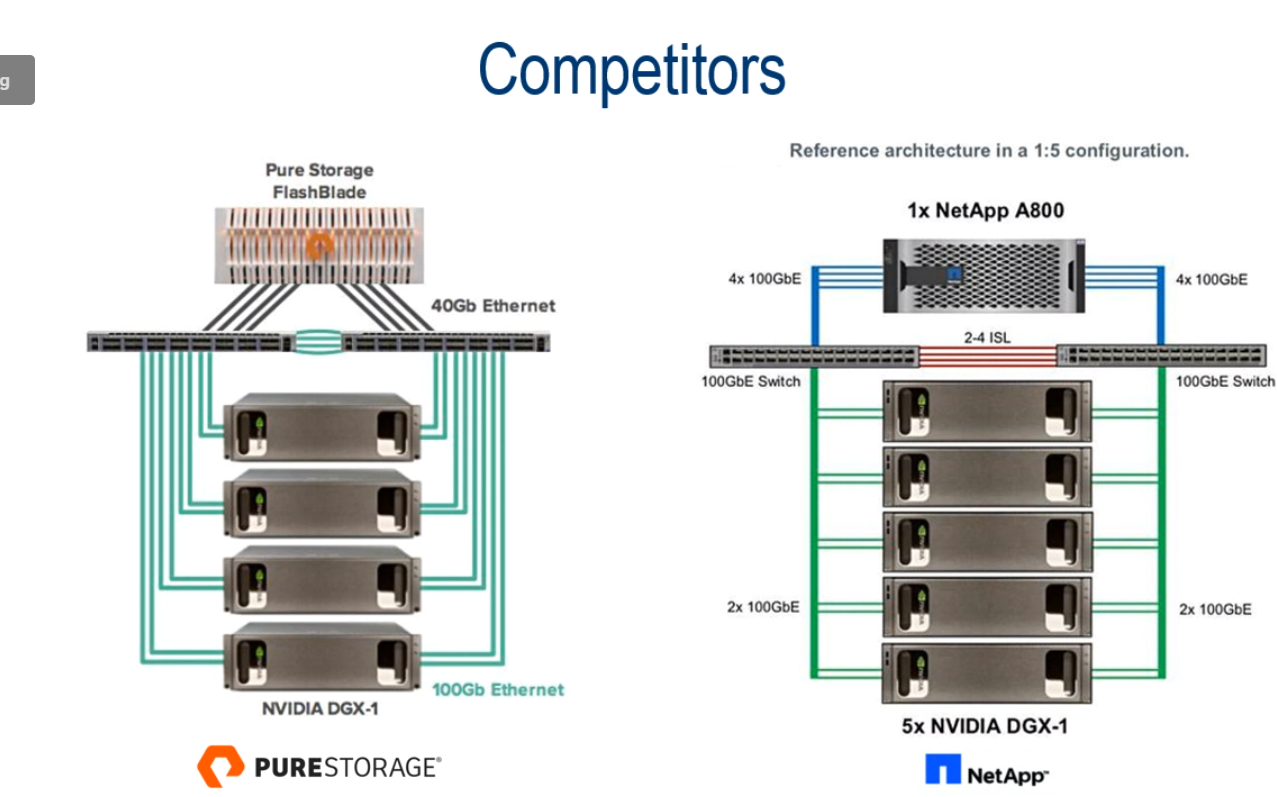 g
Competitors
Pure Storage
FlashBlade
40Gb Ethernet
100Gb Ethernet
NVIDIA DGX-1
PURESTORAGE®
Reference architecture in a 1:5 configuration.
1x NetApp A800
4x 100GbE
4x 100GbE
2-4 ISL
100GbE Switch
100GbE Switch
2x 100GbE
2x 100GbE
5x NVIDIA DGX-1
NetApp™